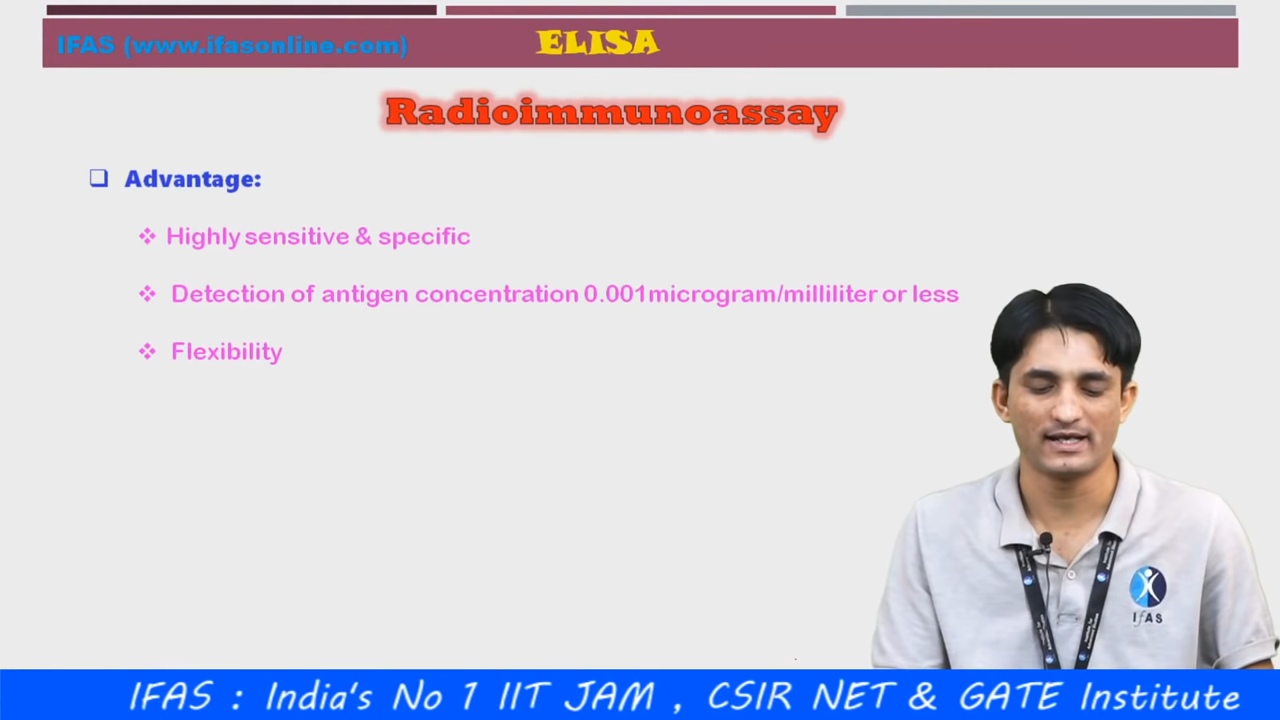 IFAS (www.ifasonline.com) ELISA
Radioimmunoassay
Advantage:
Highly sensitive & specific
Detection of antigen concentration 0.001microgram/milliliter or less
Flexibility
IfAS
IFAS : India's No 1 IIT JAM , CSIR NET & GATE Institute